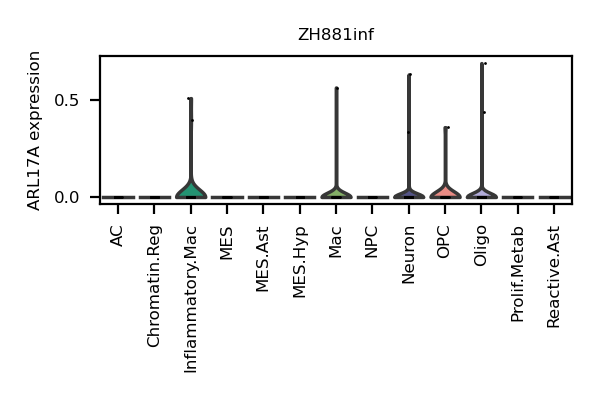 ZH881inf
ARL17A expression
0.5
0.0
AC
Chromatin.Reg
Inflammatory.Mac
MES
MES.Ast
MES.Hyp
Mac
NPC
Neuron
OPC
Oligo
Prolif.Metab
Reactive.Ast